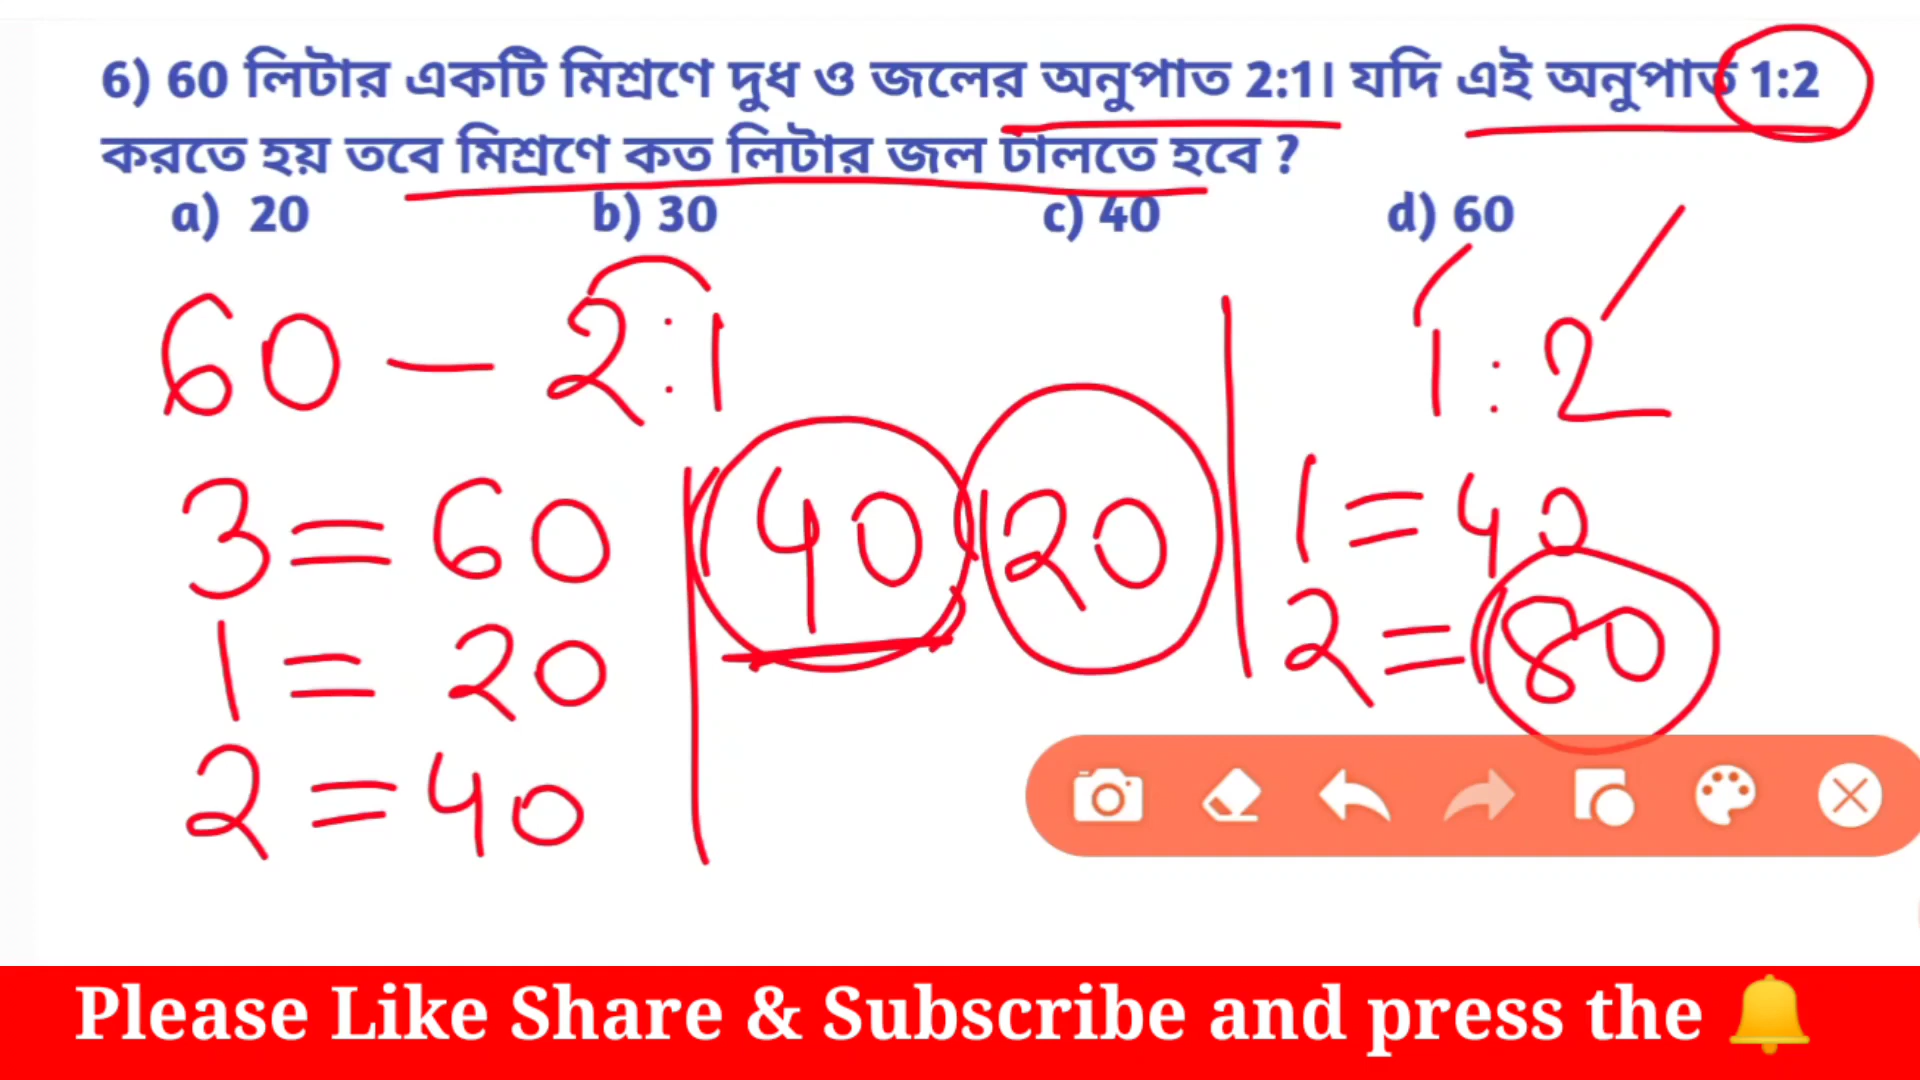 6) 60 লিটার একটি মিশ্রণে দুধ ও জলের অনুপাত 2:1। যদি এই অনুপাত 1:2
করতে হয় তবে মিশ্রণে কত লিটার জল ঢালতে হবে ?
a) 20 b) 30 c) 40 d) 60
60 — 2:1
1:2
3 = 60
1 = 20
2 = 40
40 20
1 = 40
2 = 80
Please Like Share & Subscribe and press the 🔔